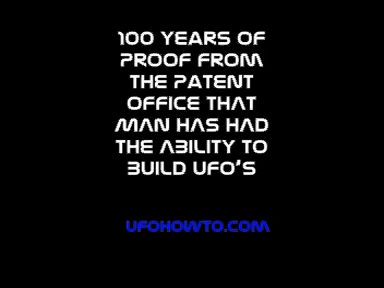 100 YEARS OF
PROOF FROM
THE PATENT
OFFICE THAT
MAN HAS HAD
THE ABILITY TO
BUILD UFO'S
UFOHOWTO.COM